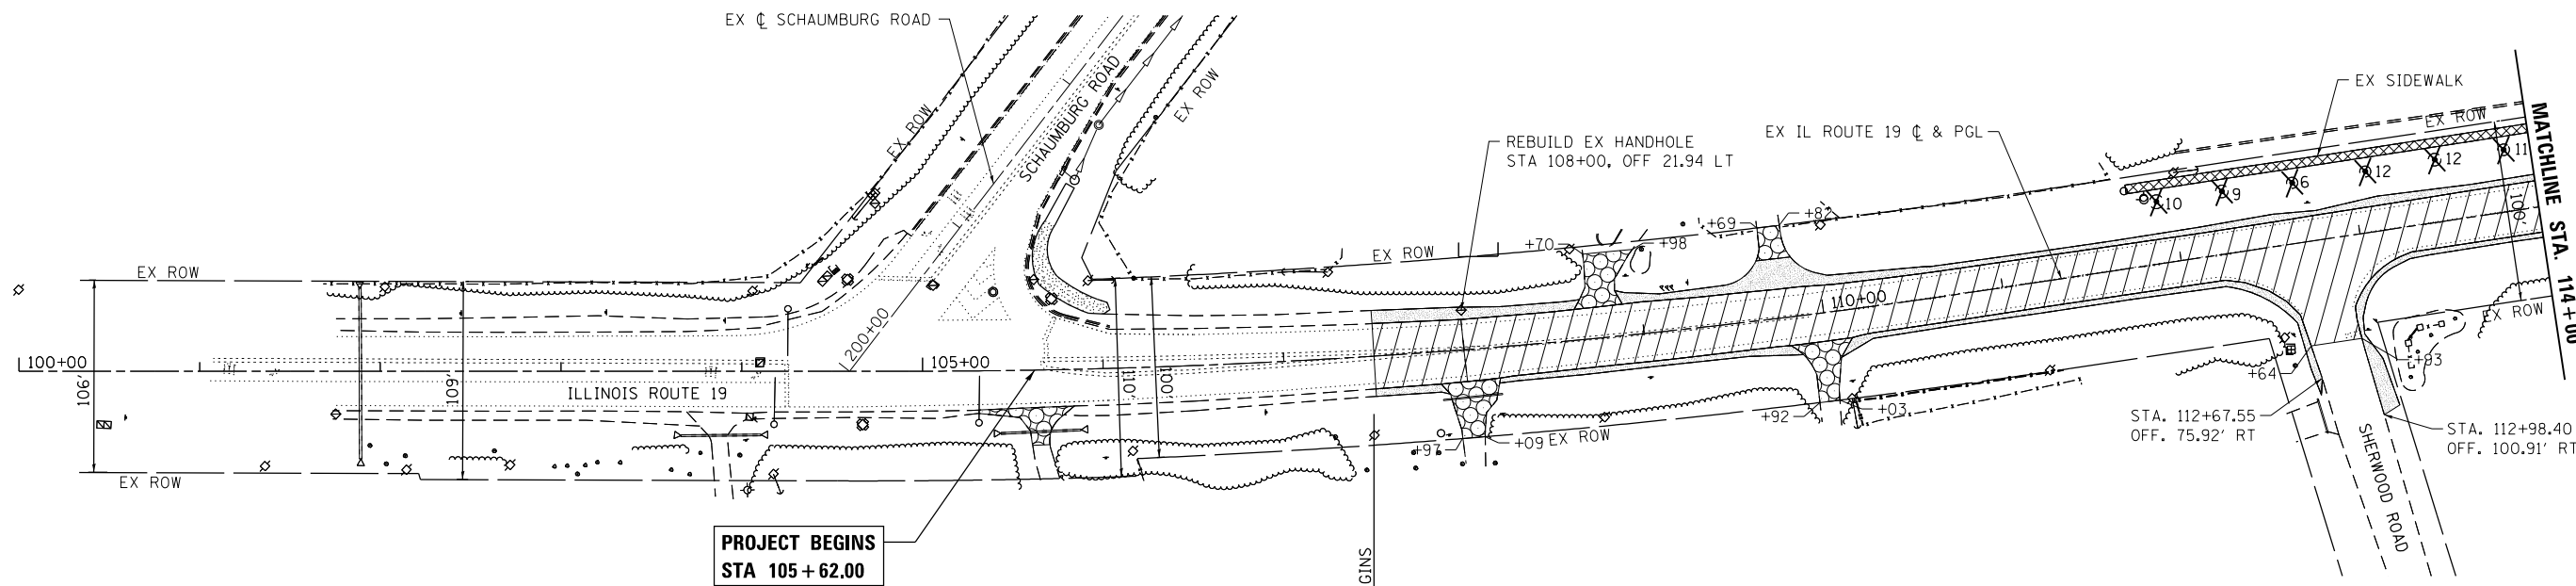 EX ℄ SCHAUMBURG ROAD
SCHAUMBURG ROAD
EX ROW
EX ROW
EX SIDEWALK
EX ROW
MATCHLINE STA. 114+00
REBUILD EX HANDHOLE
STA 108+00, OFF 21.94 LT
EX IL ROUTE 19 ℄ & PGL
10
9
6
12
12
11
100'
+69
+82
+70
+98
EX ROW
EX ROW
EX ROW
110+00
200+00
100+00
105+00
106'
109'
110'
100'
ILLINOIS ROUTE 19
+93
+64
+92
+03
+97
+09
EX ROW
EX ROW
STA. 112+67.55
OFF. 75.92' RT
STA. 112+98.40
OFF. 100.91' RT
SHERWOOD ROAD
PROJECT BEGINS
STA 105+62.00
GINS